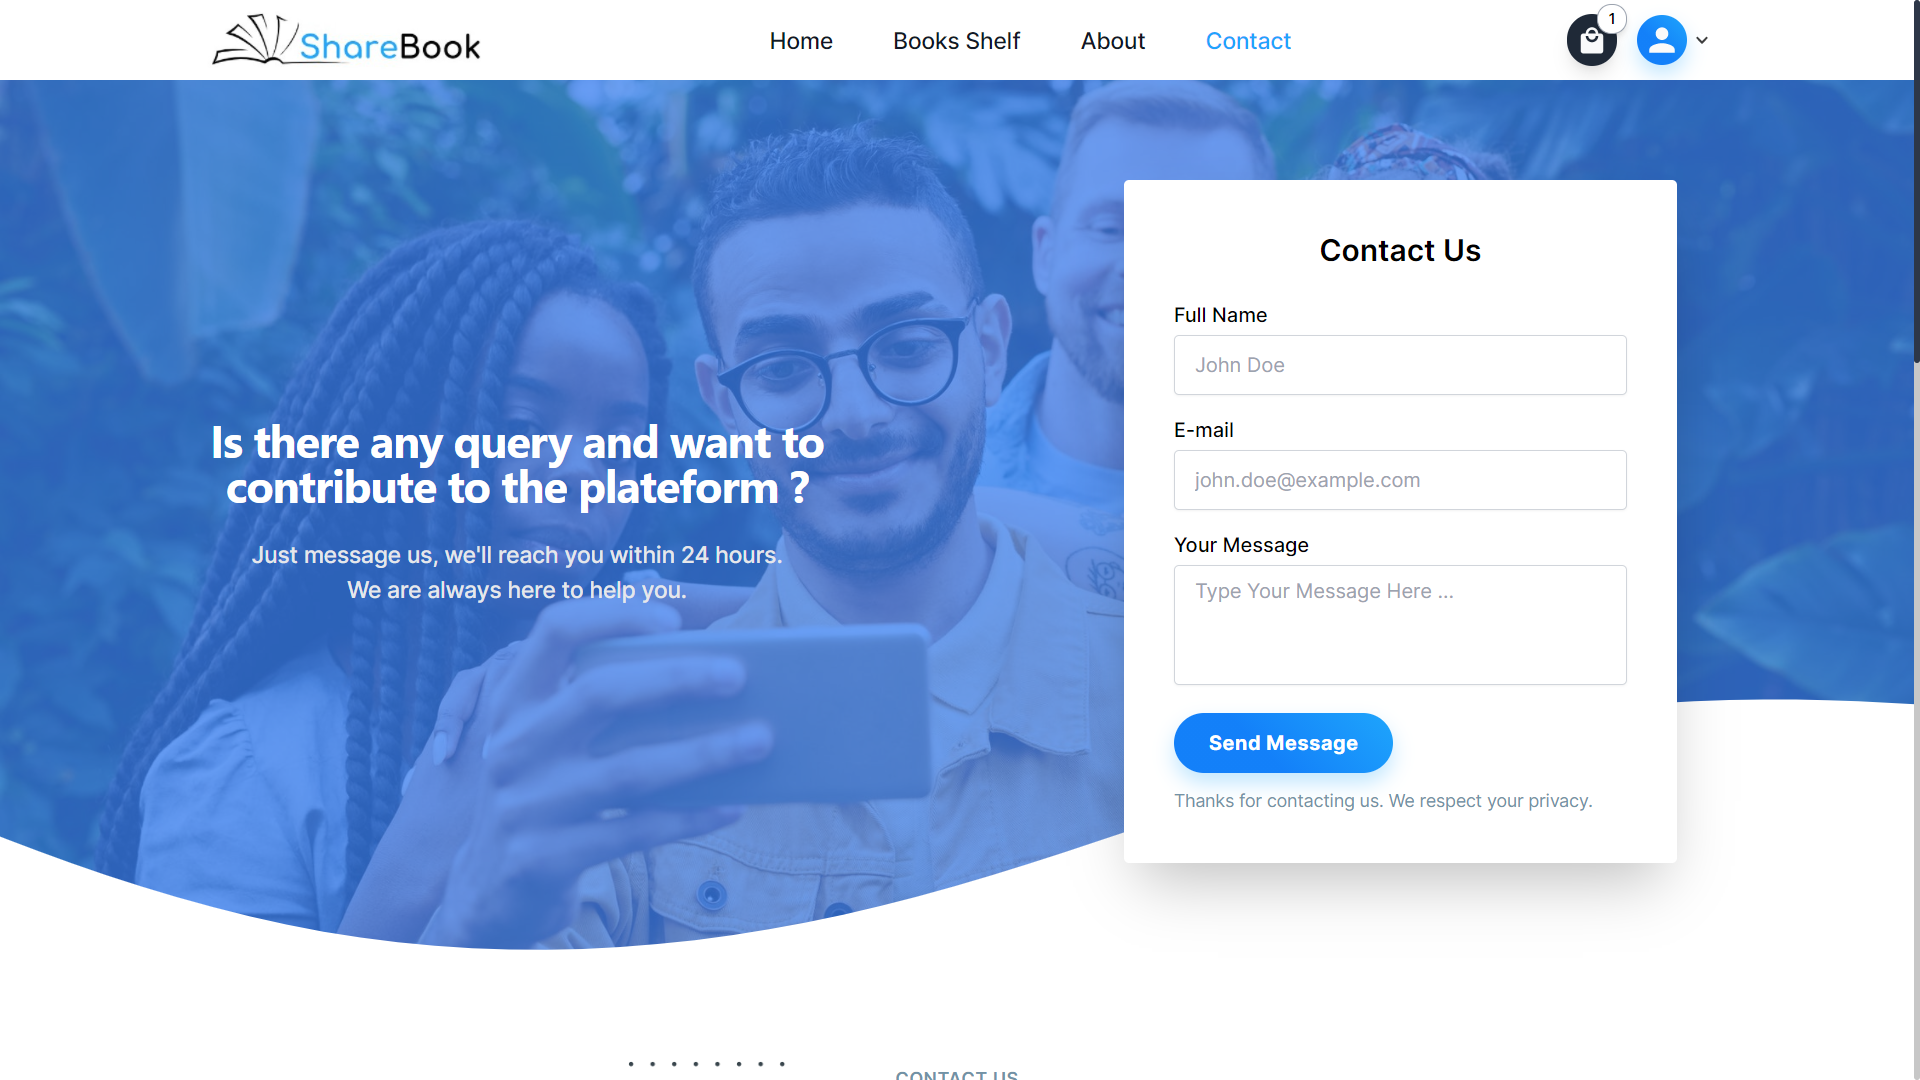 ShareBook
Home
Books Shelf
About
Contact
1
Is there any query and want to
contribute to the plateform ?
Just message us, we'll reach you within 24 hours.
We are always here to help you.
Contact Us
Full Name
John Doe
E-mail
john.doe@example.com
Your Message
Type Your Message Here ...
Send Message
Thanks for contacting us. We respect your privacy.
CONTACT US